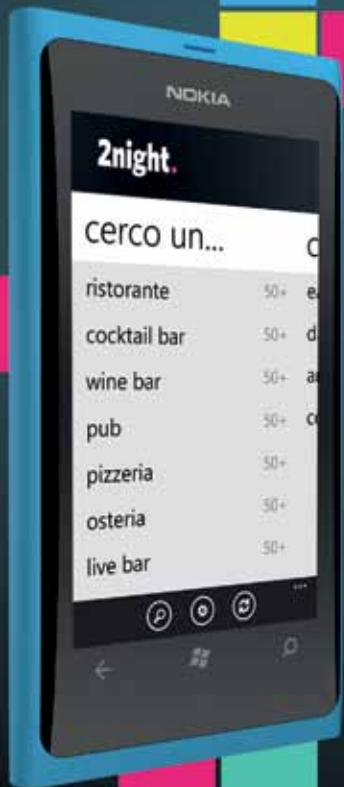 NOKIA
2night.
cerco un...
ristorante 50+
cocktail bar 50+
wine bar 50+
pub 50+
pizzeria 50+
osteria 50+
live bar 50+